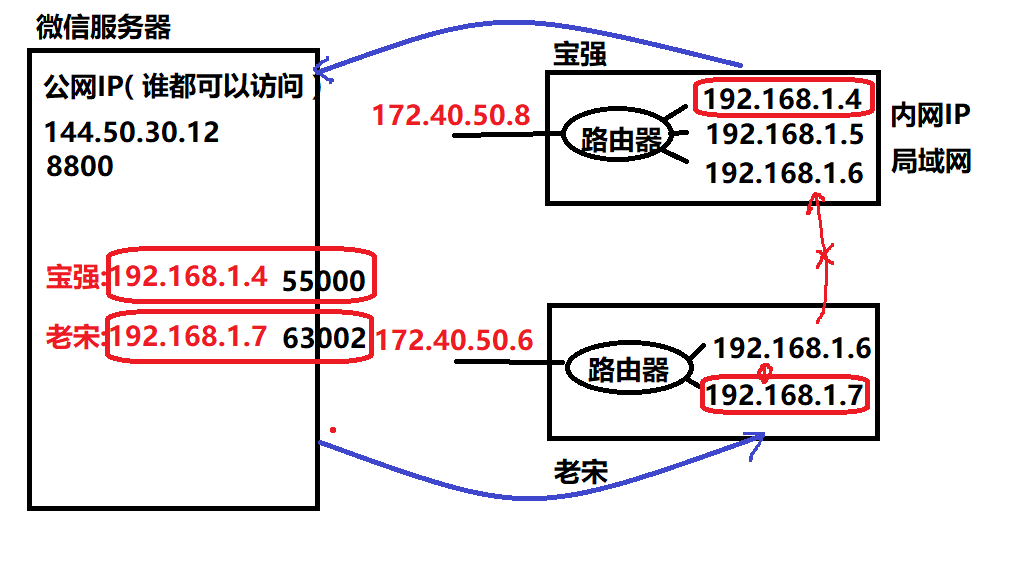 微信服务器
公网IP( 谁都可以访问 )
144.50.30.12
8800
宝强:192.168.1.4 55000
老宋:192.168.1.7 63002
宝强
172.40.50.8
路由器
192.168.1.4
192.168.1.5
192.168.1.6
内网IP
局域网
172.40.50.6
路由器
192.168.1.6
192.168.1.7
老宋